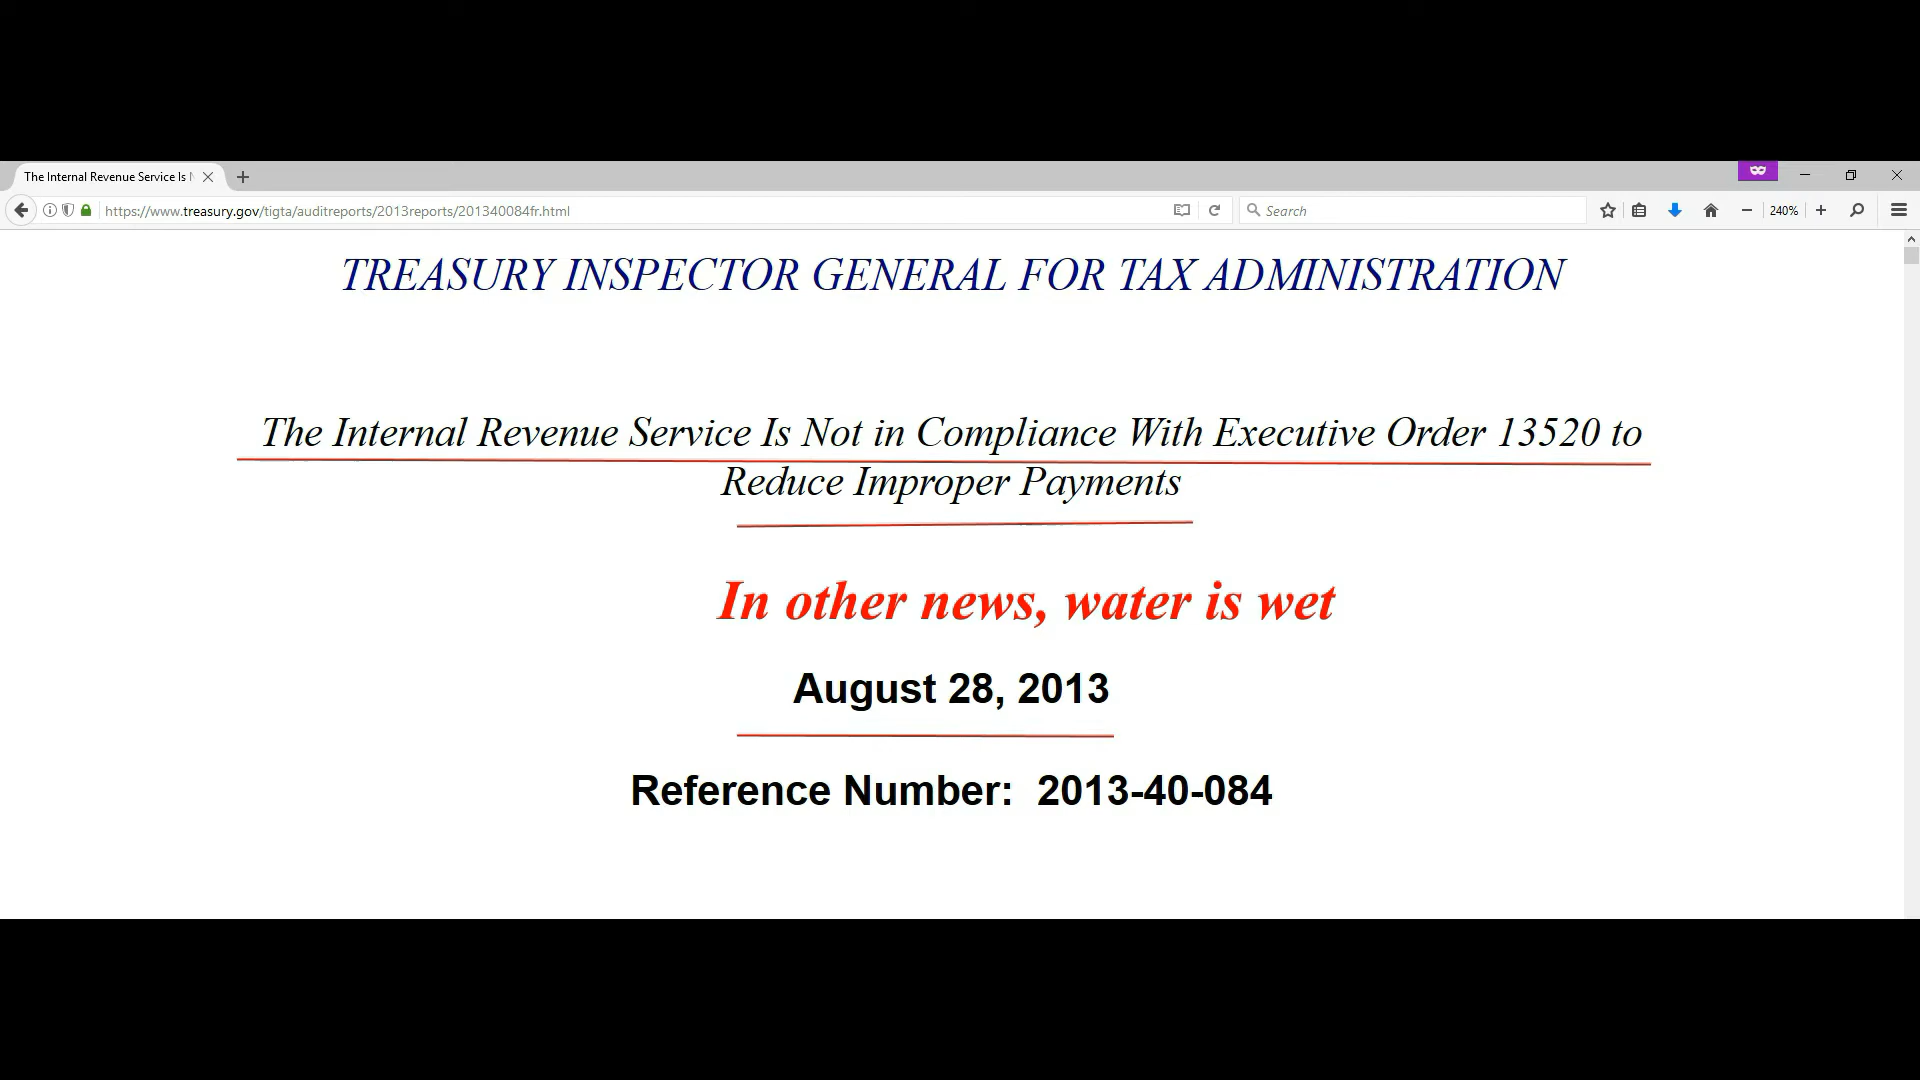 The Internal Revenue Service Is
https://www.treasury.gov/tigta/auditreports/2013reports/201340084fr.html
Search
240%
TREASURY INSPECTOR GENERAL FOR TAX ADMINISTRATION
The Internal Revenue Service Is Not in Compliance With Executive Order 13520 to
Reduce Improper Payments
In other news, water is wet
August 28, 2013
Reference Number: 2013-40-084